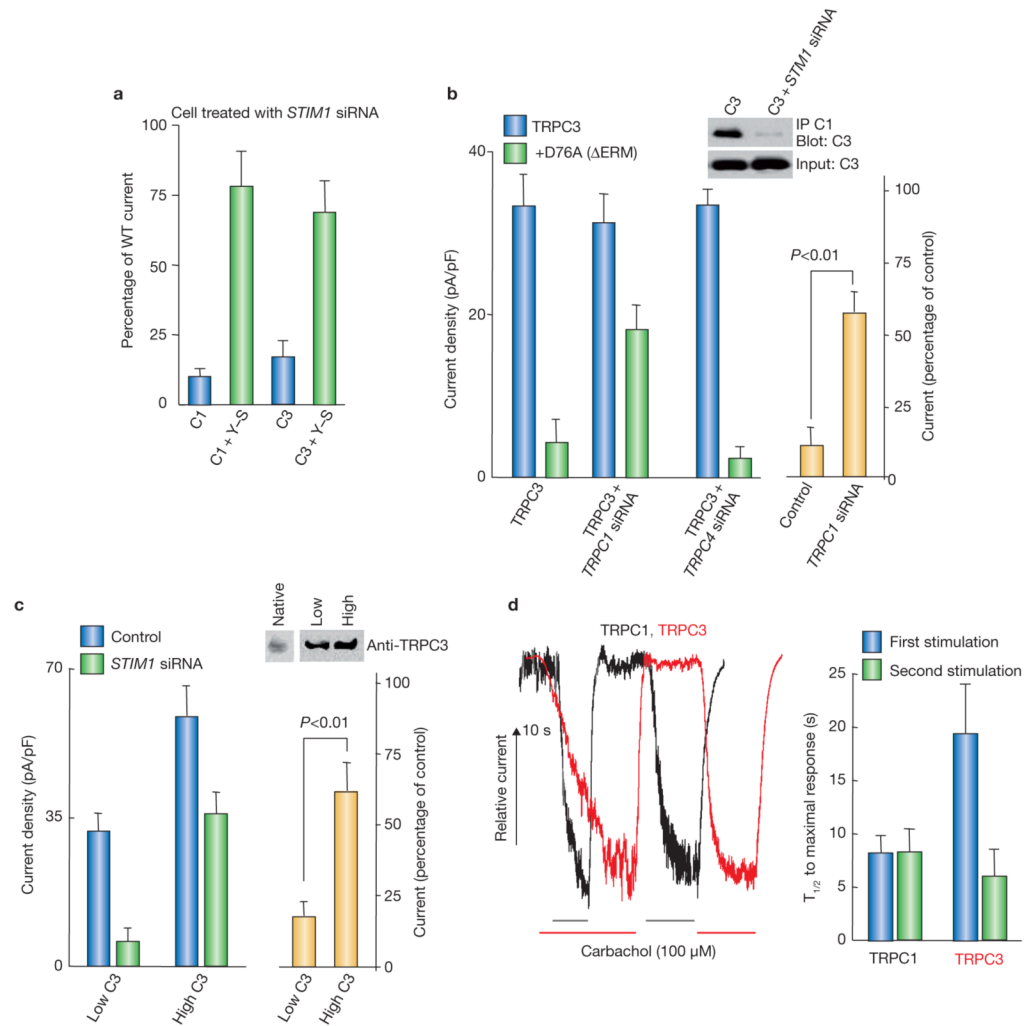 a
Cell treated with STIM1 siRNA
Percentage of WT current
100
75
50
25
0
C1
C1 + Y–S
C3
C3 + Y–S
b
TRPC3
+D76A (ΔERM)
Current density (pA/pF)
40
20
0
TRPC3
TRPC3 +
TRPC1 siRNA
TRPC3 +
TRPC4 siRNA
C3
C3 + STM1 siRNA
IP C1
Blot: C3
Input: C3
P<0.01
100
75
50
25
0
Current (percentage of control)
Control
TRPC1 siRNA
c
Control
STIM1 siRNA
Current density (pA/pF)
70
35
0
Low C3
High C3
Native
Low
High
Anti-TRPC3
P<0.01
100
75
50
25
0
Current (percentage of control)
Low C3
High C3
d
TRPC1, TRPC3
Relative current
10 s
Carbachol (100 µM)
First stimulation
Second stimulation
T1/2 to maximal response (s)
25
20
15
10
5
0
TRPC1
TRPC3